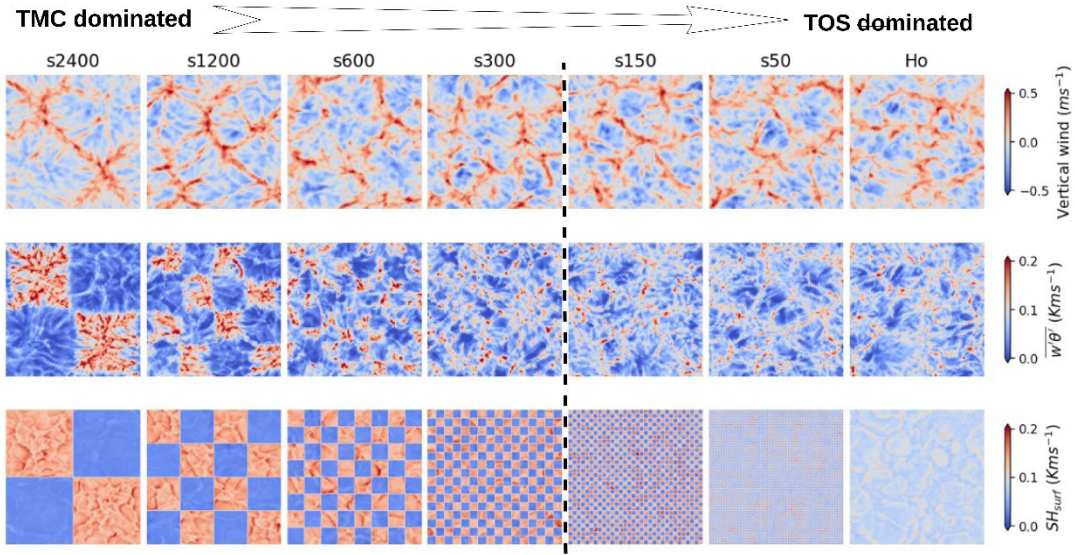 TMC dominated
TOS dominated
s2400 s1200 s600 s300 s150 s50 Ho
0.5
0.0
−0.5
Vertical wind (ms⁻¹)
0.2
0.1
0.0
w′θ′ (Kms⁻¹)
0.2
0.1
0.0
SH_surf (Kms⁻¹)